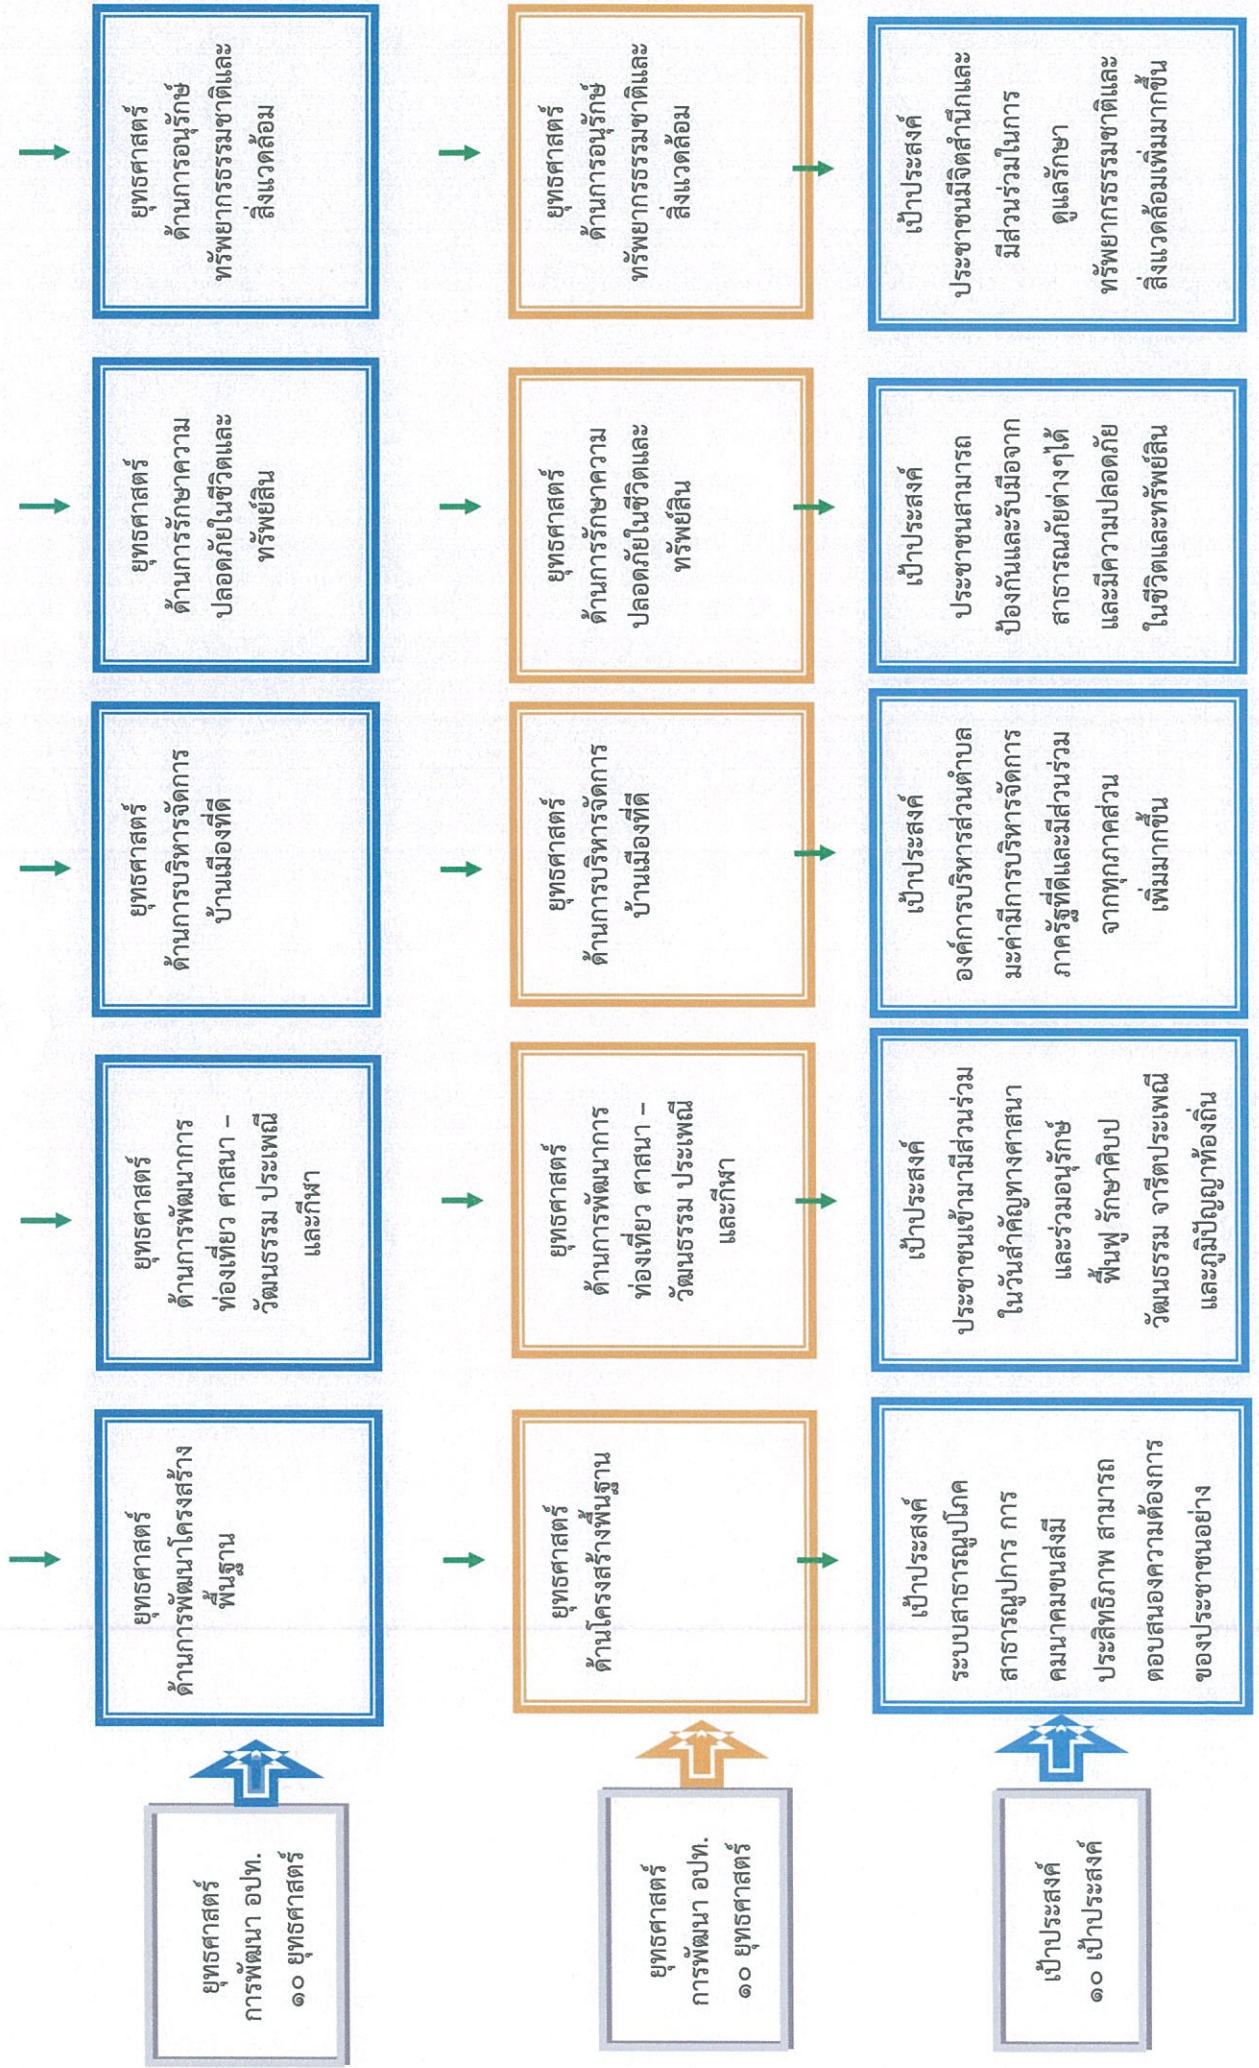 ยุทธศาสตร์
การพัฒนา อปท.
๑๐ ยุทธศาสตร์
ยุทธศาสตร์
ด้านการพัฒนาโครงสร้าง
พื้นฐาน
ยุทธศาสตร์
ด้านการพัฒนาการ
ท่องเที่ยว ศาสนา –
วัฒนธรรม ประเพณี
และกีฬา
ยุทธศาสตร์
ด้านการบริหารจัดการ
บ้านเมืองที่ดี
ยุทธศาสตร์
ด้านการรักษาความ
ปลอดภัยในชีวิตและ
ทรัพย์สิน
ยุทธศาสตร์
ด้านการอนุรักษ์
ทรัพยากรธรรมชาติและ
สิ่งแวดล้อม
ยุทธศาสตร์
การพัฒนา อปท.
๑๐ ยุทธศาสตร์
ยุทธศาสตร์
ด้านโครงสร้างพื้นฐาน
ยุทธศาสตร์
ด้านการพัฒนาการ
ท่องเที่ยว ศาสนา –
วัฒนธรรม ประเพณี
และกีฬา
ยุทธศาสตร์
ด้านการบริหารจัดการ
บ้านเมืองที่ดี
ยุทธศาสตร์
ด้านการรักษาความ
ปลอดภัยในชีวิตและ
ทรัพย์สิน
ยุทธศาสตร์
ด้านการอนุรักษ์
ทรัพยากรธรรมชาติและ
สิ่งแวดล้อม
เป้าประสงค์
๑๐ เป้าประสงค์
เป้าประสงค์
ระบบสาธารณูปโภค
สาธารณูปการ การ
คมนาคมขนส่งมี
ประสิทธิภาพ สามารถ
ตอบสนองความต้องการ
ของประชาชนอย่าง
เป้าประสงค์
ประชาชนเข้ามามีส่วนร่วม
ในวันสำคัญทางศาสนา
และร่วมอนุรักษ์
ฟื้นฟู รักษาศิบป
วัฒนธรรม จารีตประเพณี
และภูมิปัญญาท้องถิ่น
เป้าประสงค์
องค์การบริหารส่วนตำบล
มะค่ามีการบริหารจัดการ
ภาครัฐที่ดีและมีส่วนร่วม
จากทุกภาคส่วน
เพิ่มมากขึ้น
เป้าประสงค์
ประชาชนสามารถ
ป้องกันและรับมือจาก
สาธารณภัยต่างๆได้
และมีความปลอดภัย
ในชีวิตและทรัพย์สิน
เป้าประสงค์
ประชาชนมีจิตสำนึกและ
มีส่วนร่วมในการ
ดูแลรักษา
ทรัพยากรธรรมชาติและ
สิ่งแวดล้อมเพิ่มมากขึ้น